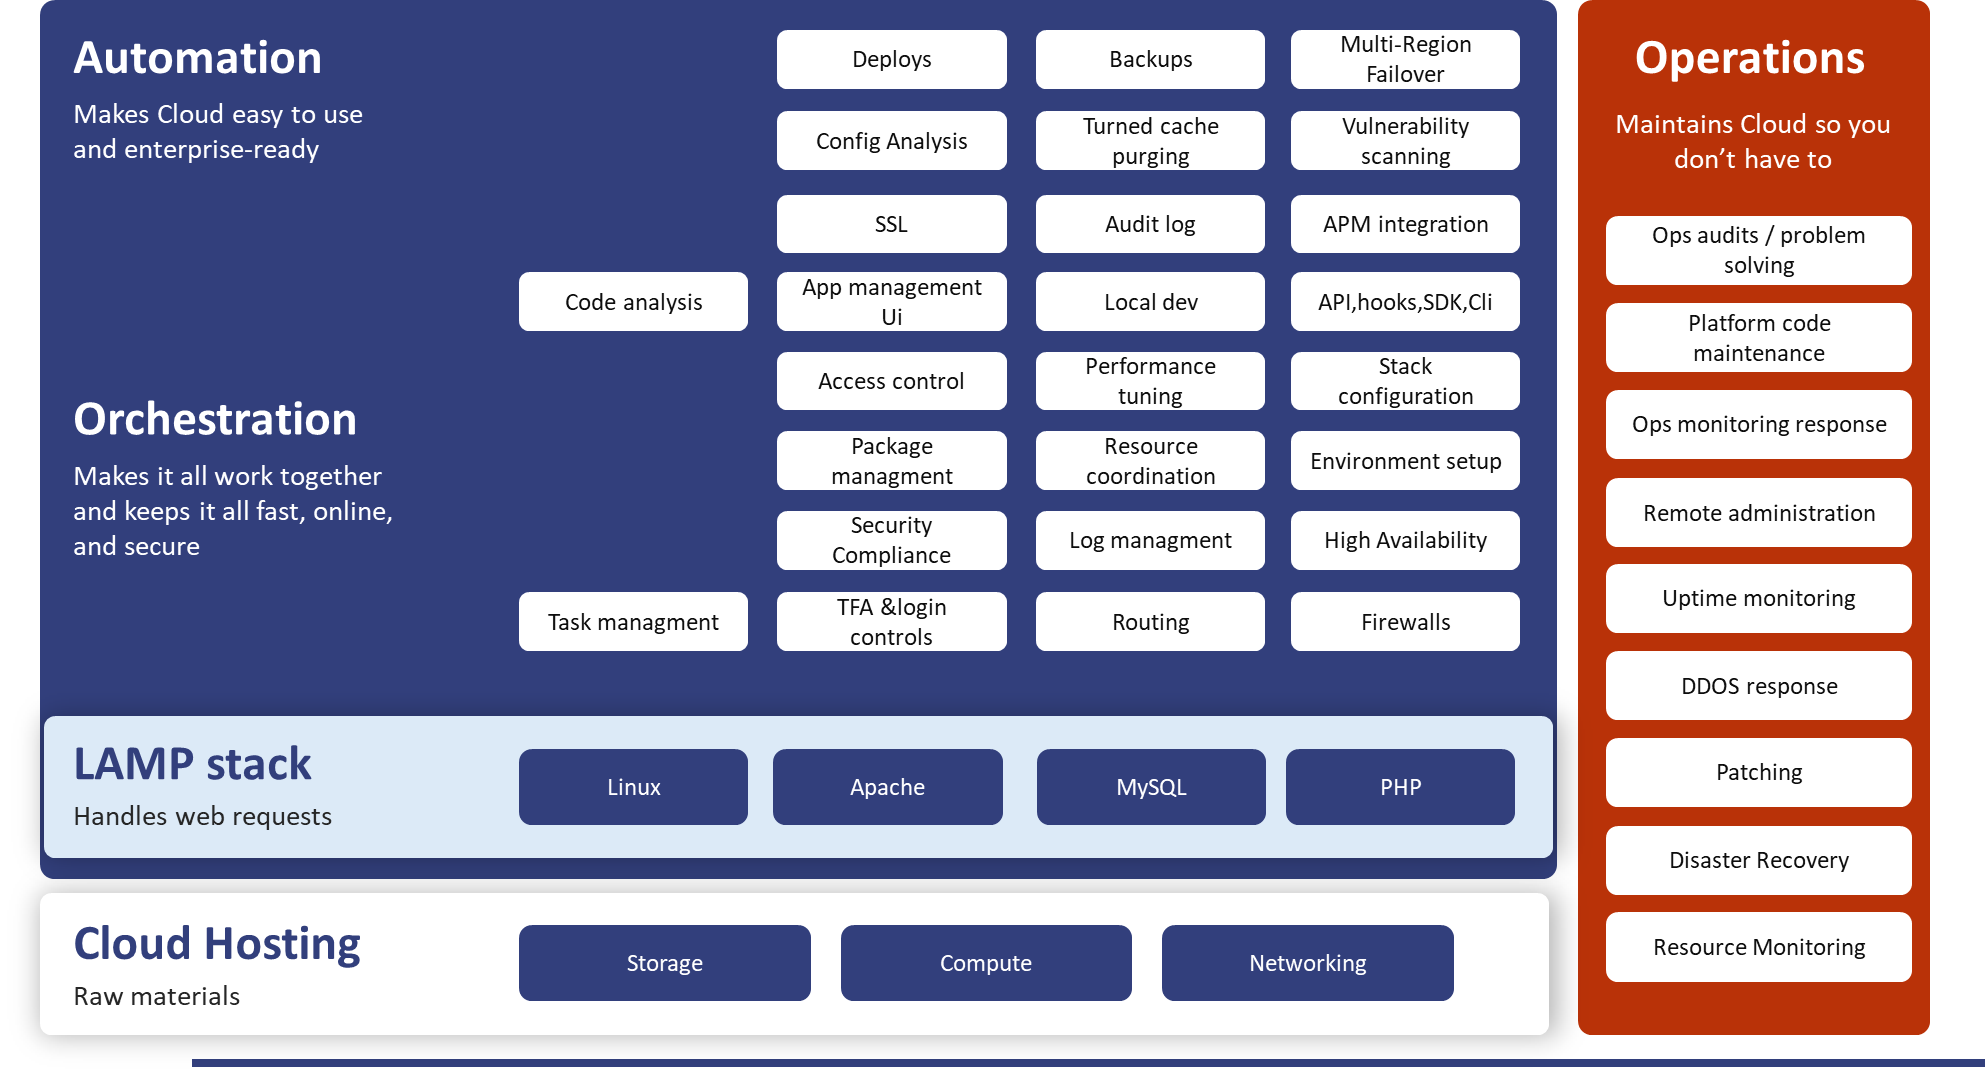 Automation
Makes Cloud easy to use
and enterprise-ready
Deploys
Backups
Multi-Region
Failover
Config Analysis
Turned cache
purging
Vulnerability
scanning
SSL
Audit log
APM integration
Code analysis
App management
Ui
Local dev
API,hooks,SDK,Cli
Orchestration
Makes it all work together
and keeps it all fast, online,
and secure
Access control
Performance
tuning
Stack
configuration
Package
managment
Resource
coordination
Environment setup
Security
Compliance
Log managment
High Availability
Task managment
TFA &login
controls
Routing
Firewalls
LAMP stack
Handles web requests
Linux
Apache
MySQL
PHP
Cloud Hosting
Raw materials
Storage
Compute
Networking
Operations
Maintains Cloud so you
don’t have to
Ops audits / problem
solving
Platform code
maintenance
Ops monitoring response
Remote administration
Uptime monitoring
DDOS response
Patching
Disaster Recovery
Resource Monitoring